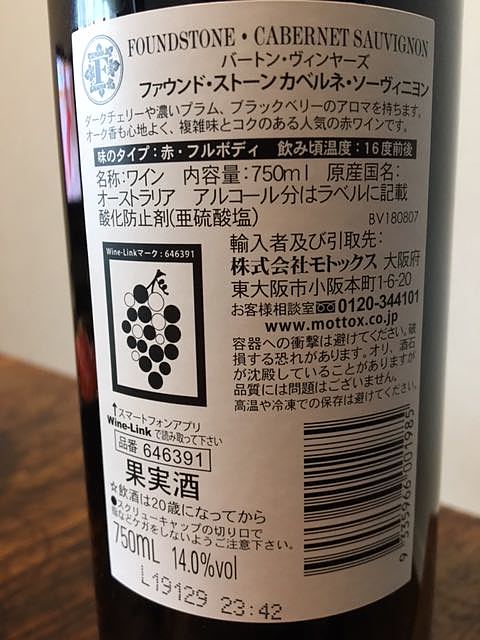 F
FOUNDSTONE・CABERNET SAUVIGNON
バートン・ヴィンヤーズ
ファウンド・ストーン カベルネ・ソーヴィニヨン
ダークチェリーや濃いプラム、ブラックベリーのアロマを持ちます。
オーク香も心地よく、複雑味とコクのある人気の赤ワインです。
味のタイプ：赤・フルボディ 飲み頃温度：16度前後
名称：ワイン 内容量：750ml 原産国名：
オーストラリア アルコール分はラベルに記載
酸化防止剤(亜硫酸塩)
BV180807
Wine-Linkマーク：646391
輸入者及び引取先：
株式会社モトックス 大阪府
東大阪市小阪本町1-6-20
お客様相談室 0120-344101
www.mottox.co.jp
容器への衝撃は避けてください。破
損する恐れがあります。オリ、酒石
が沈殿していることがありますが
品質には問題はございません。
高温や冷凍での保存は避けてください。
↑スマートフォンアプリ
Wine-Linkで読み取って下さい
品番 646391
果実酒
☆飲酒は20歳になってから
●スクリューキャップの切り口で
指などケガをしないようご注意下さい。
750mL 14.0%vol
L19129 23:42
9 335966 001985